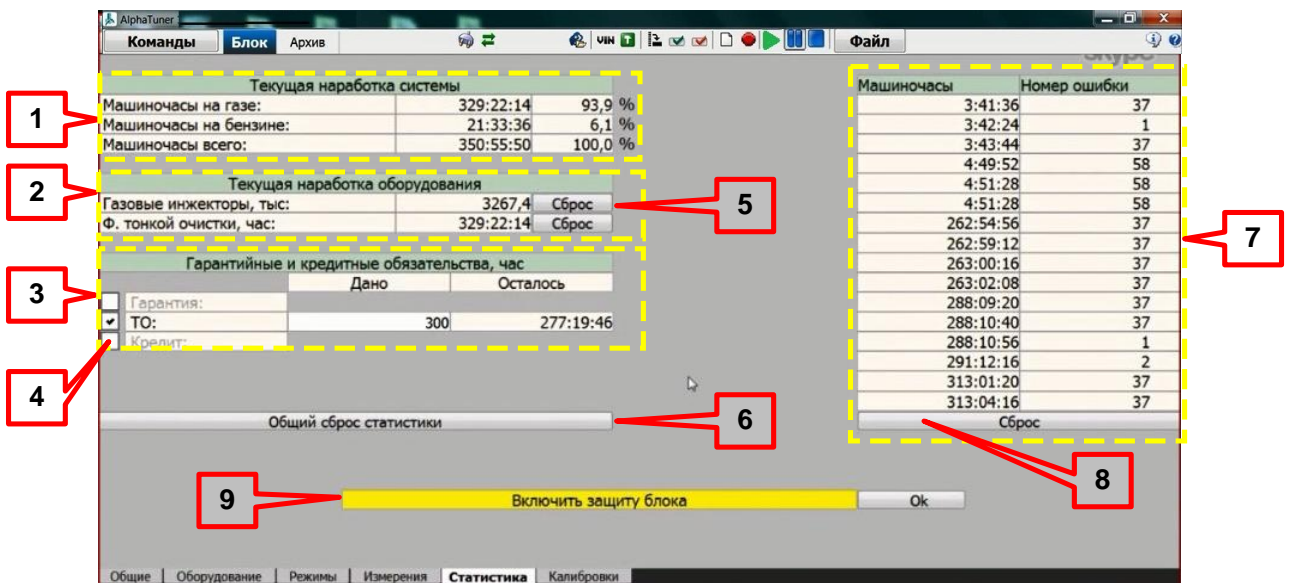 AlphaTuner
Команды Блок Архив VIN Файл
Skype
Текущая наработка системы
Машиночасы на газе: 329:22:14 93,9 %
Машиночасы на бензине: 21:33:36 6,1 %
Машиночасы всего: 350:55:50 100,0 %
1
Текущая наработка оборудования
Газовые инжекторы, тыс: 3267,4 Сброс
Ф. тонкой очистки, час: 329:22:14 Сброс
2
5
Гарантийные и кредитные обязательства, час
Дано Осталось
Гарантия:
ТО: 300 277:19:46
Кредит:
3
4
Общий сброс статистики
6
Машиночасы Номер ошибки
3:41:36 37
3:42:24 1
3:43:44 37
4:49:52 58
4:51:28 58
4:51:28 58
262:54:56 37
262:59:12 37
263:00:16 37
263:02:08 37
288:09:20 37
288:10:40 37
288:10:56 1
291:12:16 2
313:01:20 37
313:04:16 37
Сброс
7
8
9
Включить защиту блока Ok
Общие Оборудование Режимы Измерения Статистика Калибровки